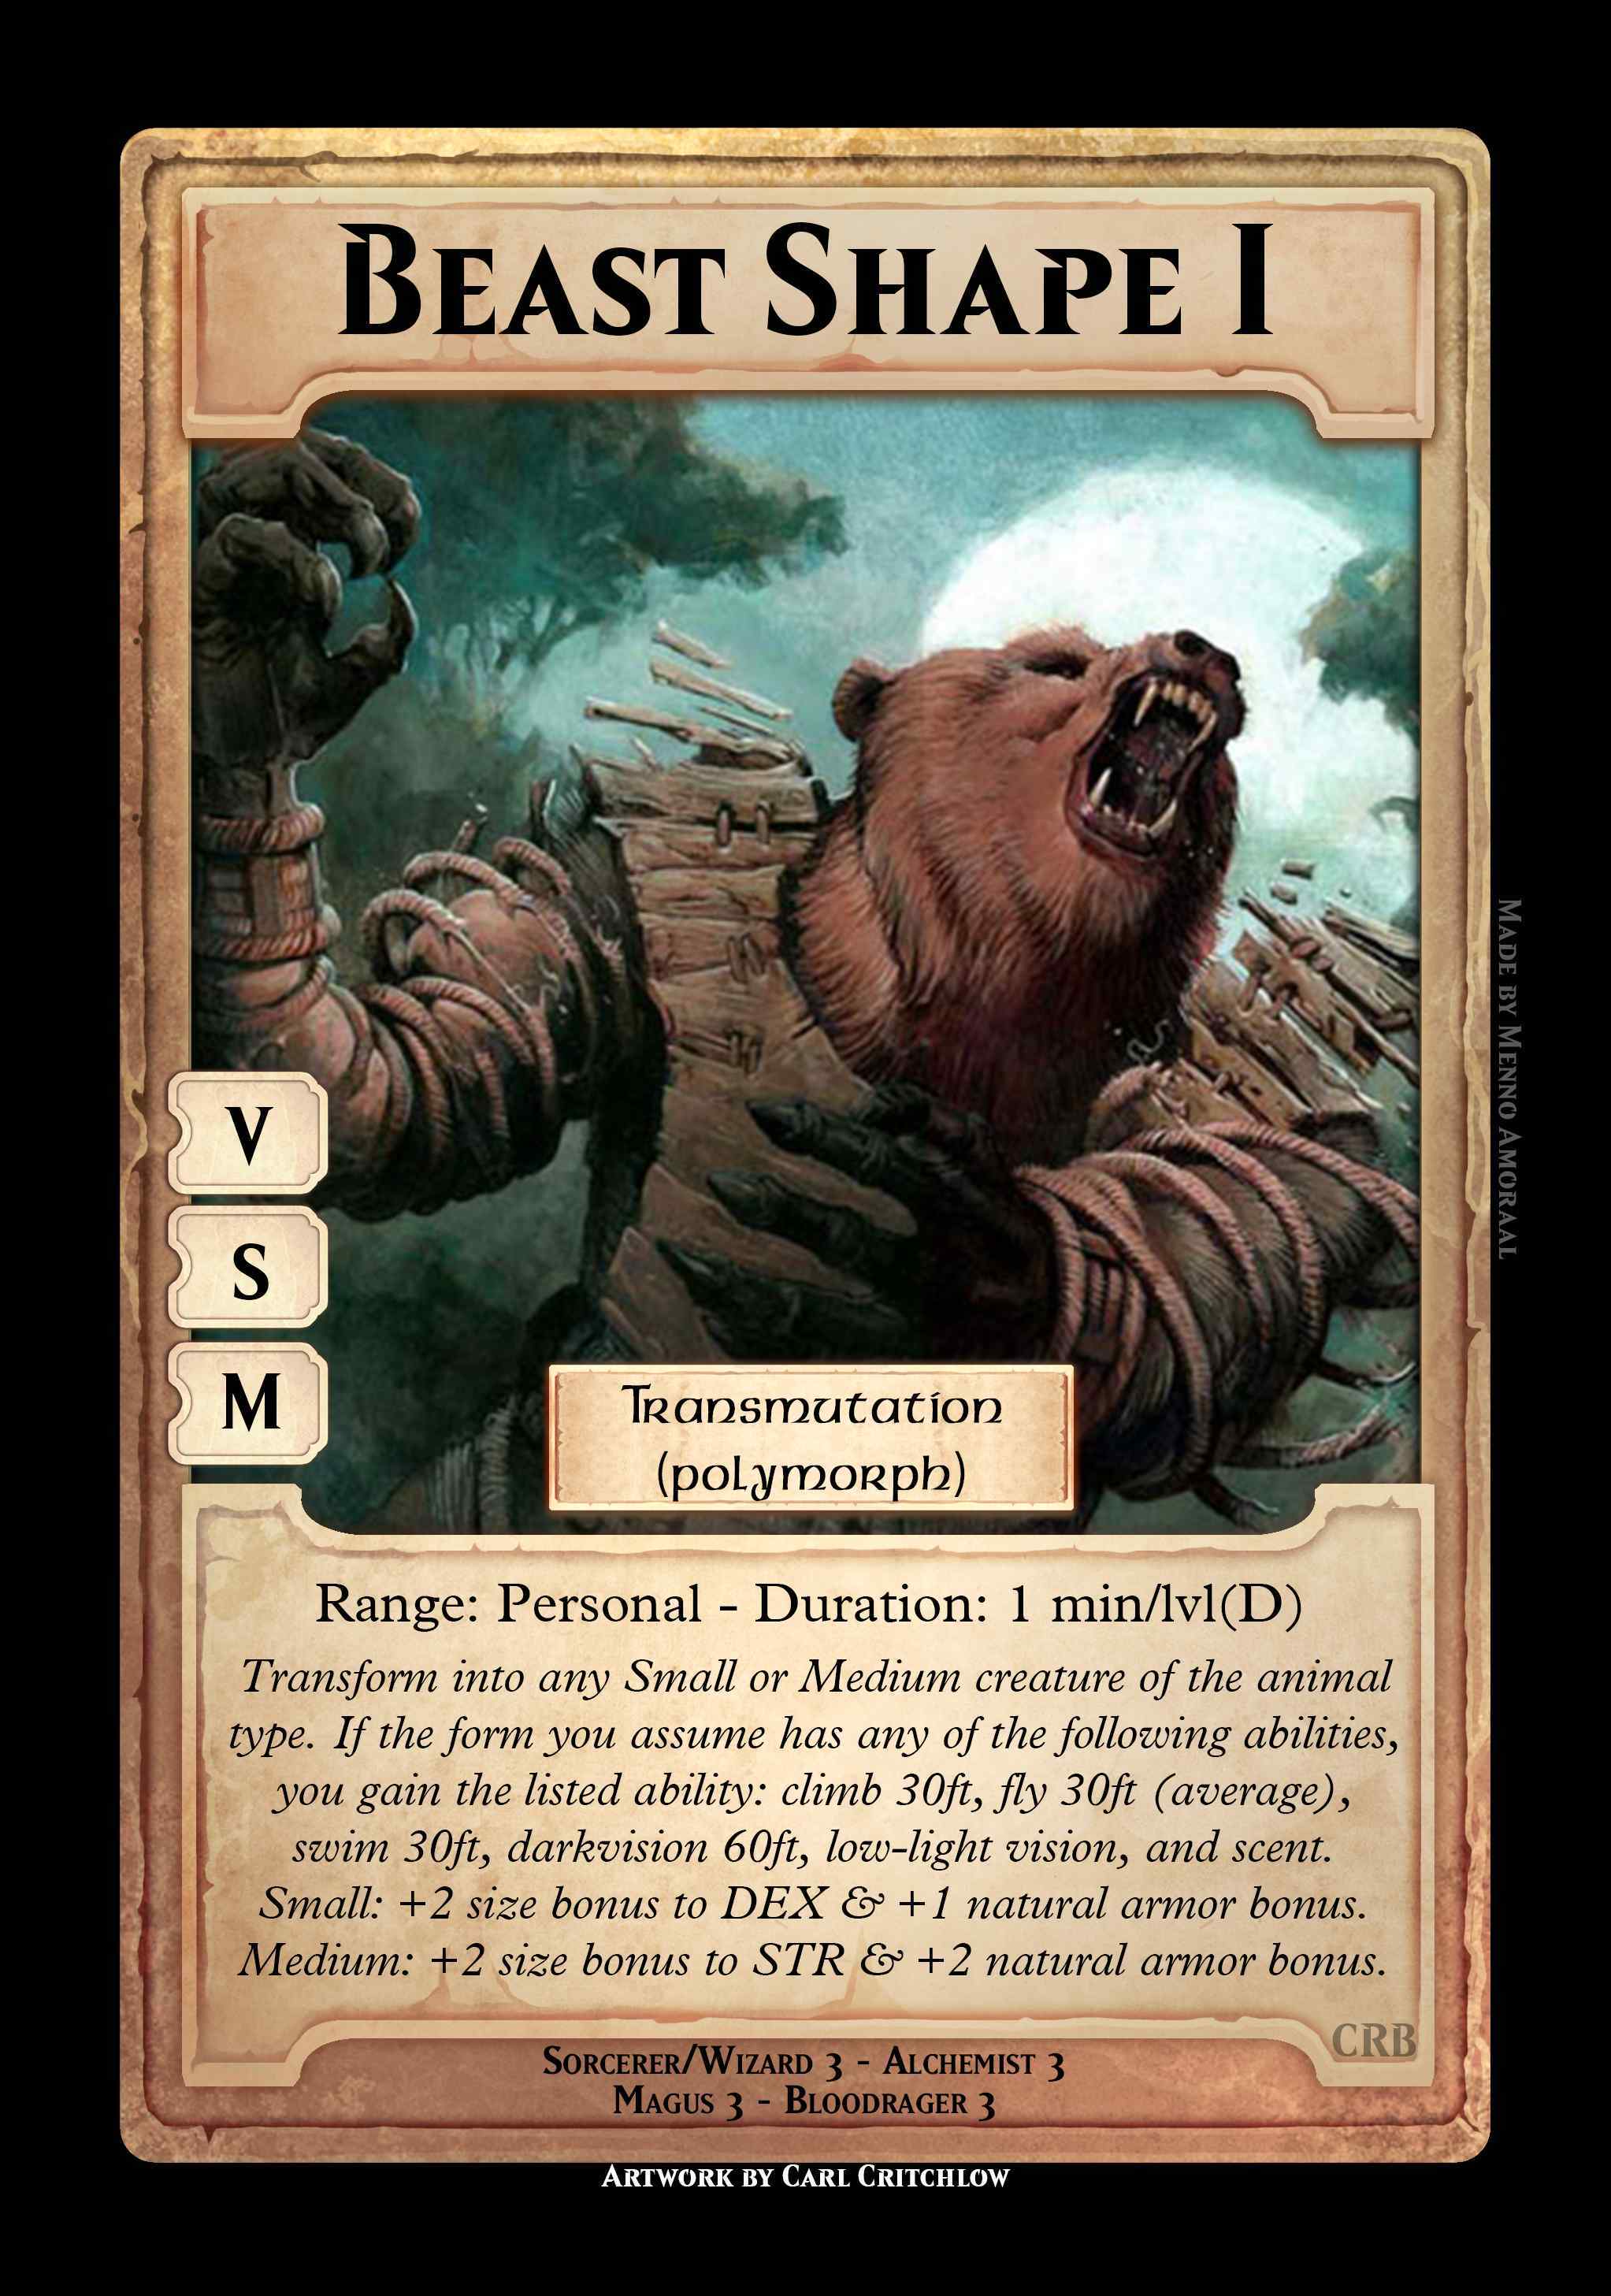 Beast Shape I
V
S
M
Transmutation
(polymorph)
Range: Personal - Duration: 1 min/lvl(D)
Transform into any Small or Medium creature of the animal
type. If the form you assume has any of the following abilities,
you gain the listed ability: climb 30ft, fly 30ft (average),
swim 30ft, darkvision 60ft, low-light vision, and scent.
Small: +2 size bonus to DEX & +1 natural armor bonus.
Medium: +2 size bonus to STR & +2 natural armor bonus.
CRB
Sorcerer/Wizard 3 - Alchemist 3
Magus 3 - Bloodrager 3
Artwork by Carl Critchlow
Made by Menno Amoraal